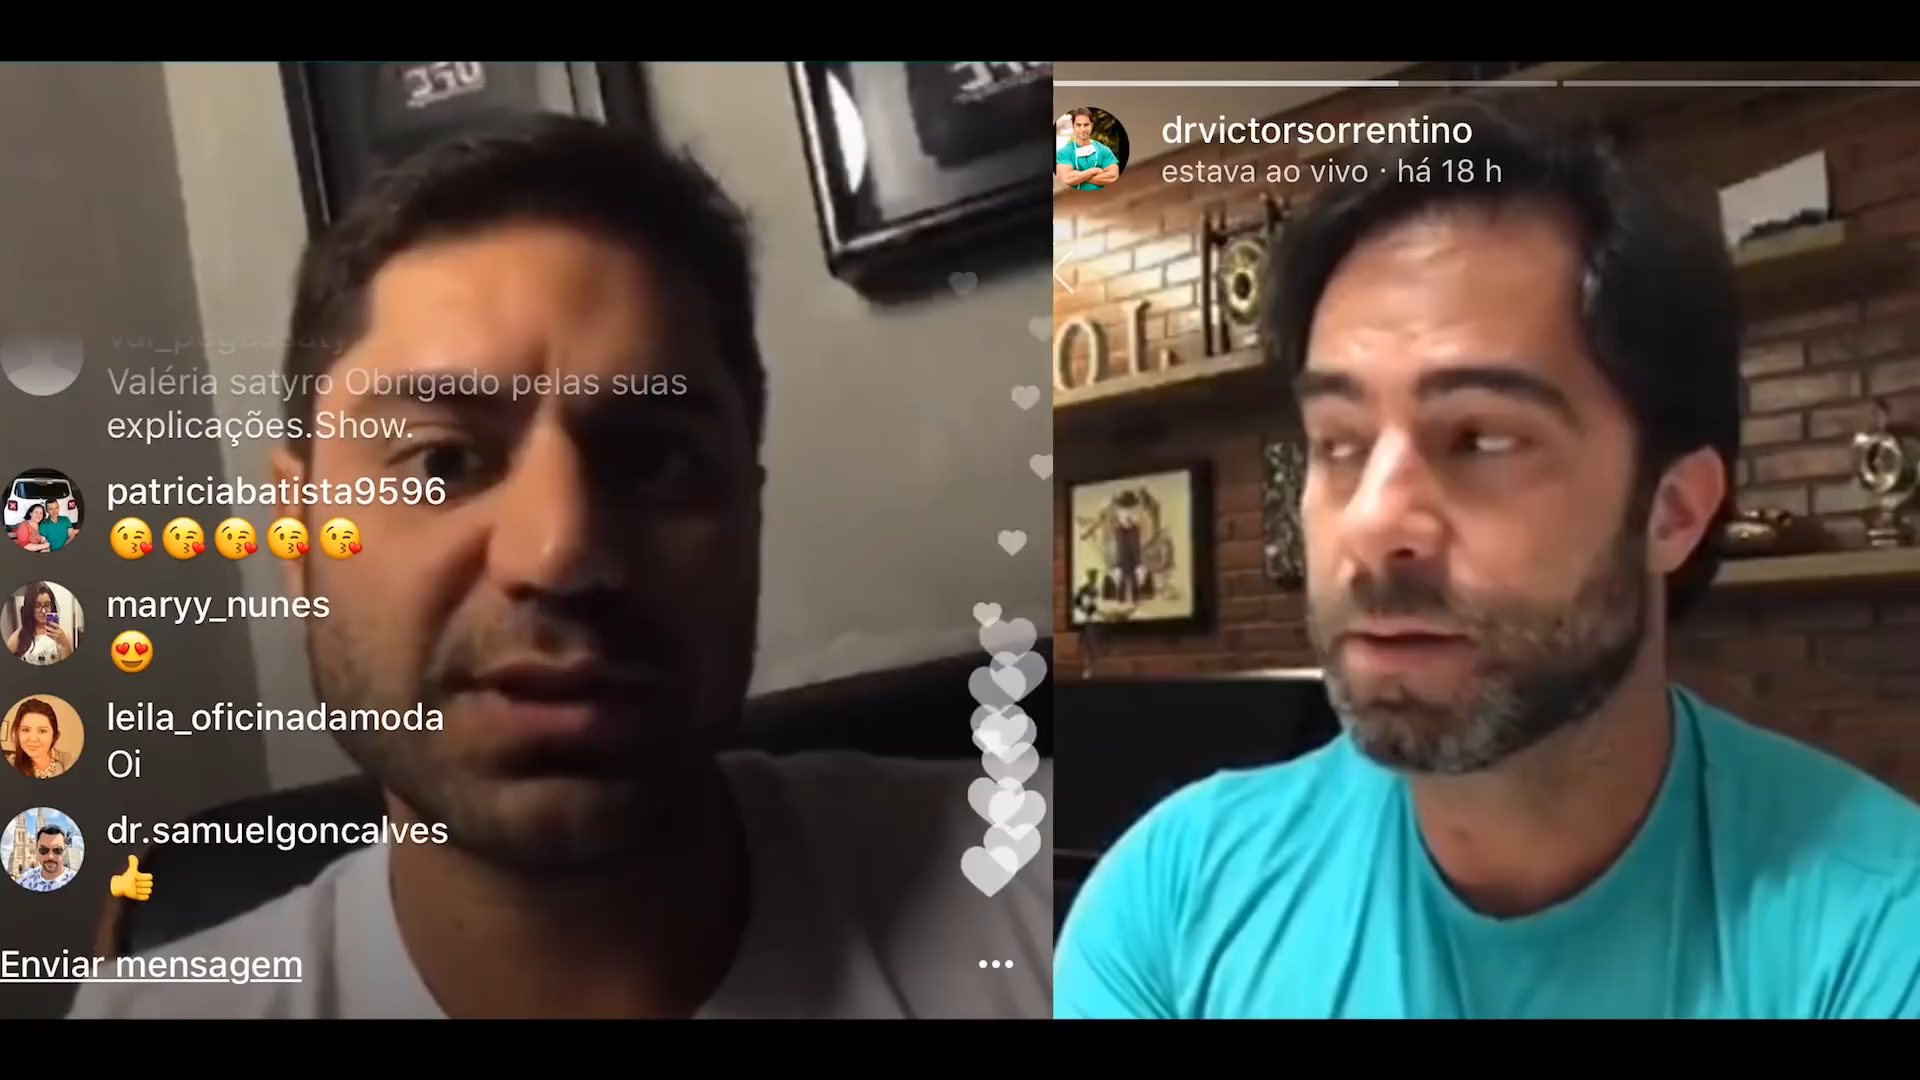 Valéria satyro Obrigado pelas suas
explicações.Show.
patriciabatista9596
maryy_nunes
leila_oficinadamoda
Oi
dr.samuelgoncalves
Enviar mensagem
drvictorsorrentino
estava ao vivo · há 18 h